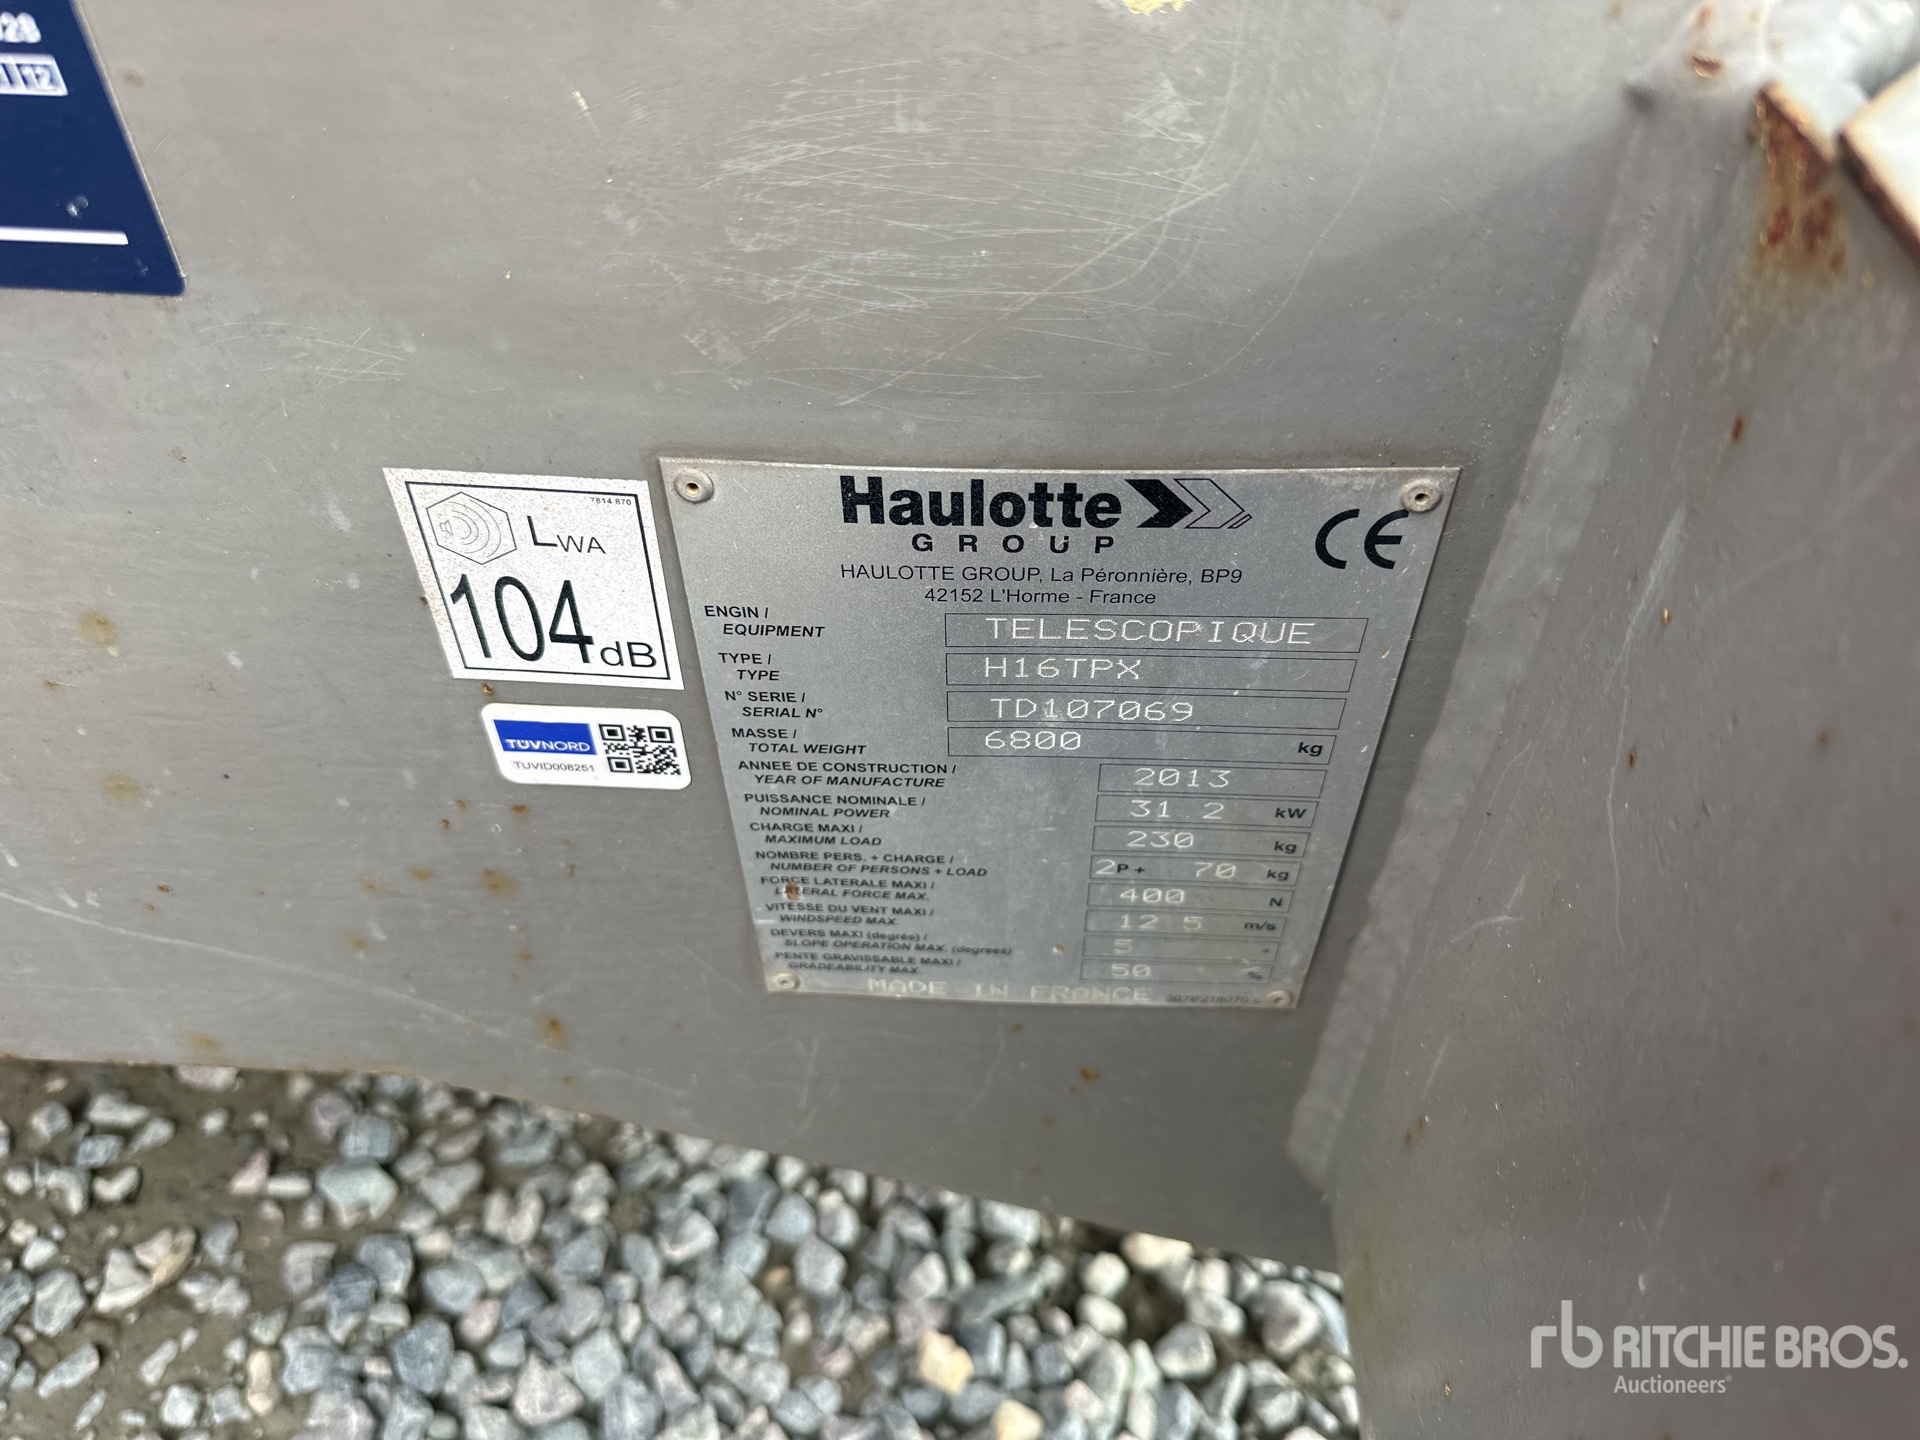 12
7814 870
LWA
104 dB
TÜVNORD
TUVID008251
Haulotte
GROUP
CE
HAULOTTE GROUP, La Péronnière, BP9
42152 L'Horme - France
ENGIN /
EQUIPMENT
TELESCOPIQUE
TYPE /
TYPE
H16TPX
N° SERIE /
SERIAL N°
TD107069
MASSE /
TOTAL WEIGHT
6800 kg
ANNEE DE CONSTRUCTION /
YEAR OF MANUFACTURE
2013
PUISSANCE NOMINALE /
NOMINAL POWER
31.2 kW
CHARGE MAXI /
MAXIMUM LOAD
230 kg
NOMBRE PERS. + CHARGE /
NUMBER OF PERSONS + LOAD
2P + 70 kg
FORCE LATERALE MAXI /
LATERAL FORCE MAX.
400 N
VITESSE DU VENT MAXI /
WINDSPEED MAX.
12.5 m/s
DEVERS MAXI (degrés) /
SLOPE OPERATION MAX. (degrees)
5 °
PENTE GRAVISSABLE MAXI /
GRADEABILITY MAX.
50 %
MADE IN FRANCE
rb RITCHIE BROS.
Auctioneers